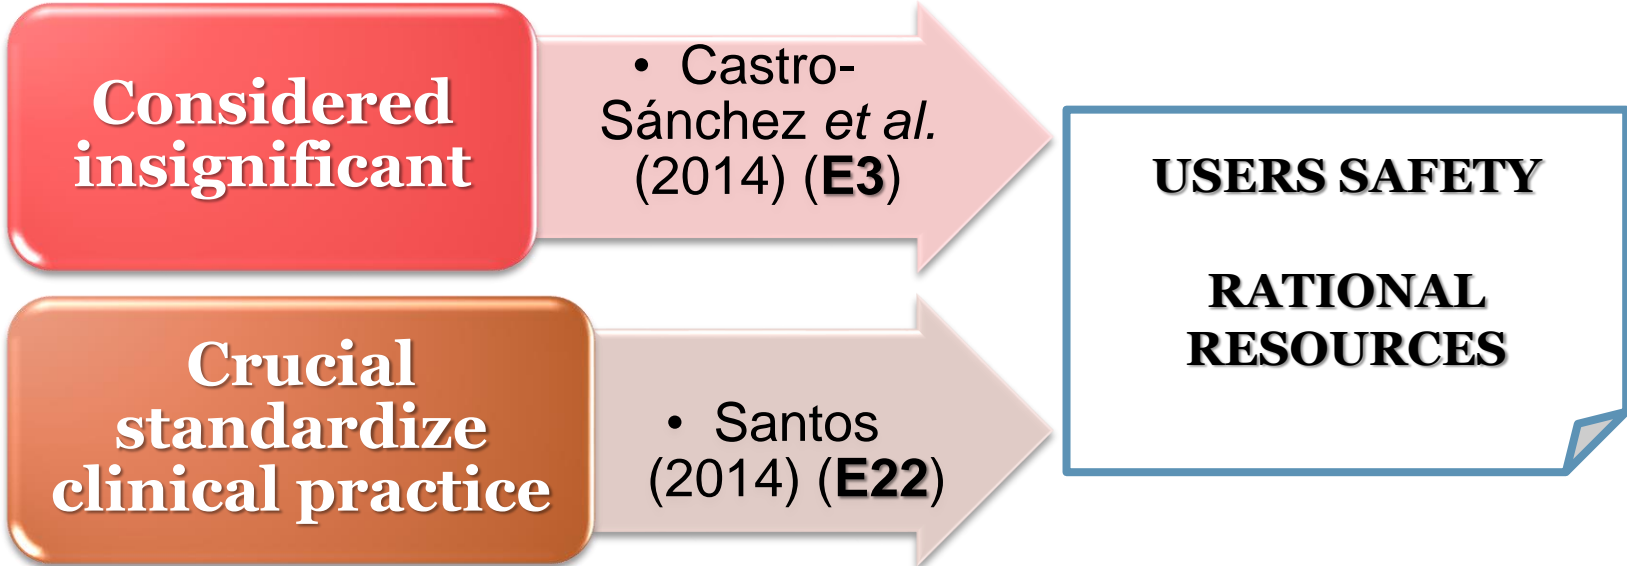 Considered
insignificant
• Castro-
Sánchez et al.
(2014) (E3)
Crucial
standardize
clinical practice
• Santos
(2014) (E22)
USERS SAFETY
RATIONAL
RESOURCES